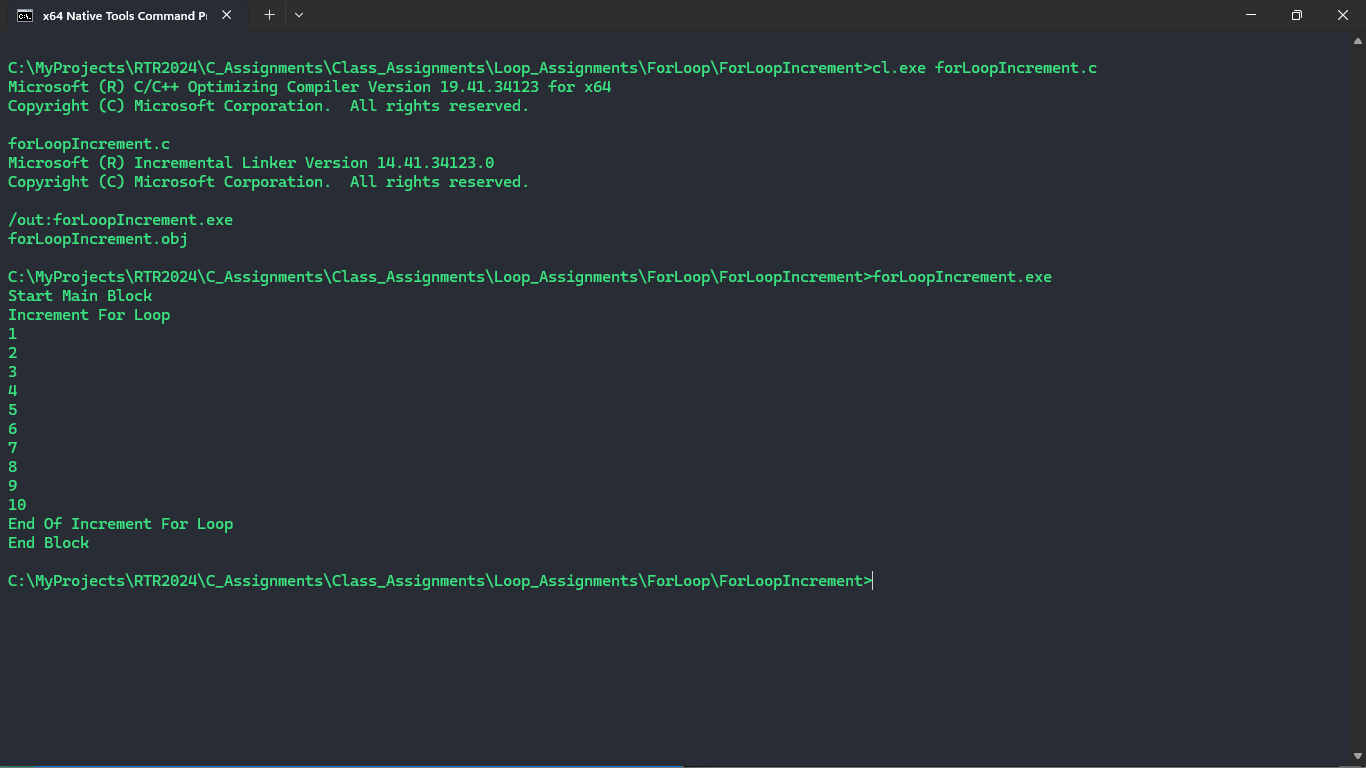 x64 Native Tools Command P
C:\MyProjects\RTR2024\C_Assignments\Class_Assignments\Loop_Assignments\ForLoop\ForLoopIncrement>cl.exe forLoopIncrement.c
Microsoft (R) C/C++ Optimizing Compiler Version 19.41.34123 for x64
Copyright (C) Microsoft Corporation.  All rights reserved.
forLoopIncrement.c
Microsoft (R) Incremental Linker Version 14.41.34123.0
Copyright (C) Microsoft Corporation.  All rights reserved.
/out:forLoopIncrement.exe
forLoopIncrement.obj
C:\MyProjects\RTR2024\C_Assignments\Class_Assignments\Loop_Assignments\ForLoop\ForLoopIncrement>forLoopIncrement.exe
Start Main Block
Increment For Loop
1
2
3
4
5
6
7
8
9
10
End Of Increment For Loop
End Block
C:\MyProjects\RTR2024\C_Assignments\Class_Assignments\Loop_Assignments\ForLoop\ForLoopIncrement>